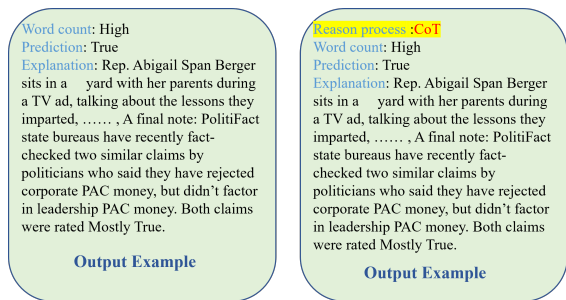 Word count: High
Prediction: True
Explanation: Rep. Abigail Span Berger
sits in a yard with her parents during
a TV ad, talking about the lessons they
imparted, …… , A final note: PolitiFact
state bureaus have recently fact-
checked two similar claims by
politicians who said they have rejected
corporate PAC money, but didn’t factor
in leadership PAC money. Both claims
were rated Mostly True.
Output Example
Reason process :CoT
Word count: High
Prediction: True
Explanation: Rep. Abigail Span Berger
sits in a yard with her parents during
a TV ad, talking about the lessons they
imparted, …… , A final note: PolitiFact
state bureaus have recently fact-
checked two similar claims by
politicians who said they have rejected
corporate PAC money, but didn’t factor
in leadership PAC money. Both claims
were rated Mostly True.
Output Example